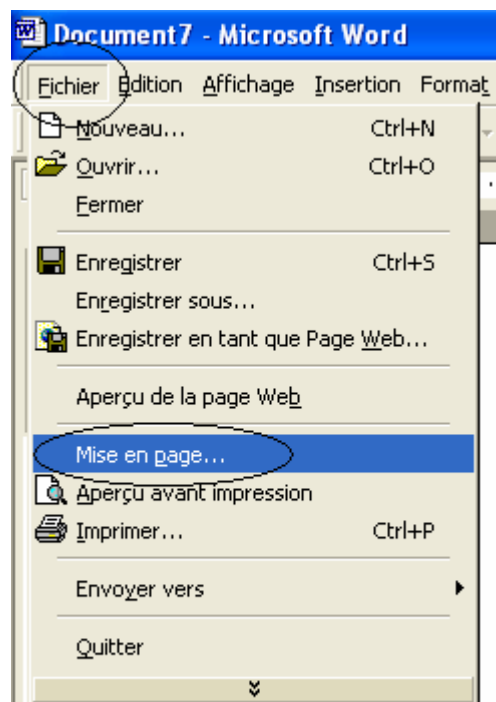 Document7 - Microsoft Word
Fichier Edition Affichage Insertion Format
Nouveau... Ctrl+N
Ouvrir... Ctrl+O
Fermer
Enregistrer Ctrl+S
Enregistrer sous...
Enregistrer en tant que Page Web...
Aperçu de la page Web
Mise en page...
Aperçu avant impression
Imprimer... Ctrl+P
Envoyer vers
Quitter